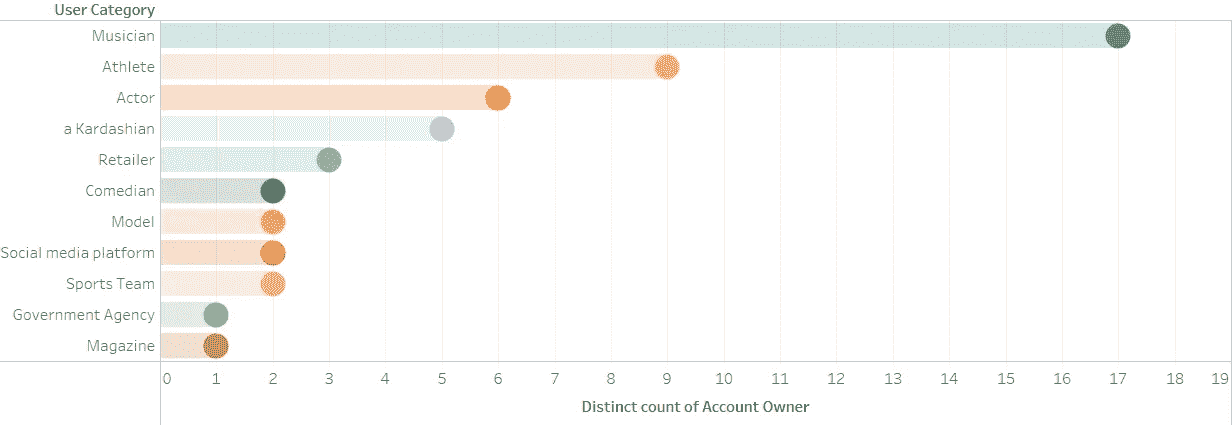 User Category
Musician
Athlete
Actor
a Kardashian
Retailer
Comedian
Model
Social media platform
Sports Team
Government Agency
Magazine
0 1 2 3 4 5 6 7 8 9 10 11 12 13 14 15 16 17 18 19
Distinct count of Account Owner